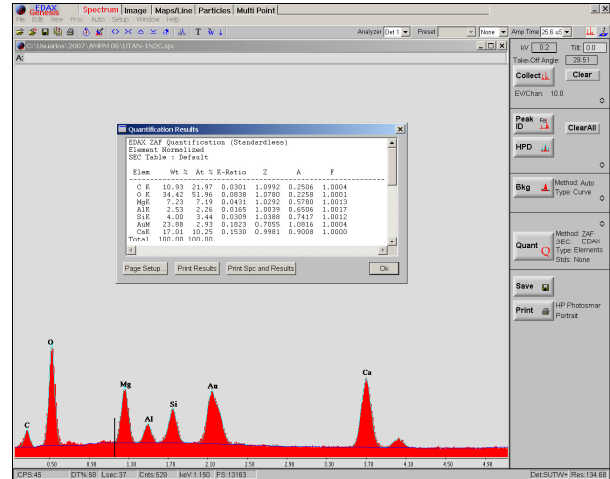 EDAX
Genesis
Spectrum Image Maps/Line Particles Multi Point
File Edit View Proc Auto Setup Window Help
Analyzer Det 1 Preset None Amp Time 25.6 uS
C:\Usuarios\2007\AMPM-06\UTAN-1N2C.spc
A:
kV 0.2 Tilt 0.0
Take-Off Angle 29.51
Collect Clear
EV/Chan 10.0
Peak ID ClearAll
HPD
Bkg Method: Auto
Type: Curve
Quant Method: ZAF
SEC: CDAX
Type: Elements
Stds: None
Save
Print HP Photosmar
Portrait
Quantification Results
EDAX ZAF Quantification (Standardless)
Element Normalized
SEC Table : Default
Elem Wt % At % K-Ratio Z A F
C K 10.93 21.97 0.0301 1.0992 0.2506 1.0004
O K 34.42 51.96 0.0838 1.0780 0.2258 1.0001
MgK 7.23 7.19 0.0431 1.0292 0.5780 1.0013
AlK 2.53 2.26 0.0165 1.0039 0.6506 1.0017
SiK 4.00 3.44 0.0309 1.0388 0.7417 1.0012
AuM 23.88 2.93 0.1823 0.7055 1.0816 1.0004
CaK 17.01 10.25 0.1530 0.9981 0.9008 1.0000
Total 100.00 100.00
Page Setup... Print Results Print Spc and Results Ok
O
Ca
Mg
Au
Si
Al
C
0.50 0.90 1.30 1.70 2.10 2.50 2.90 3.30 3.70 4.10 4.50 4.90
CPS:45 DT%:58 Lsec:37 Cnts:529 keV:1.150 FS:13163 Det:SUTW+ Res:134.68